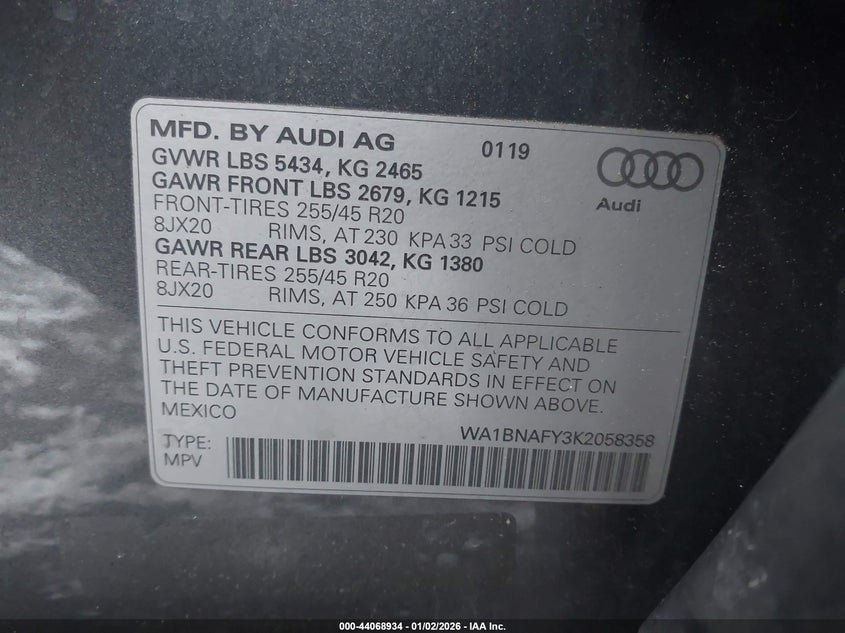 MFD. BY AUDI AG 0119
GVWR LBS 5434, KG 2465
GAWR FRONT LBS 2679, KG 1215
FRONT-TIRES 255/45 R20
8JX20 RIMS, AT 230 KPA 33 PSI COLD
GAWR REAR LBS 3042, KG 1380
REAR-TIRES 255/45 R20
8JX20 RIMS, AT 250 KPA 36 PSI COLD
Audi
THIS VEHICLE CONFORMS TO ALL APPLICABLE
U.S. FEDERAL MOTOR VEHICLE SAFETY AND
THEFT PREVENTION STANDARDS IN EFFECT ON
THE DATE OF MANUFACTURE SHOWN ABOVE.
MEXICO
WA1BNAFY3K2058358
TYPE:
MPV
000-44068934 - 01/02/2026 - IAA Inc.